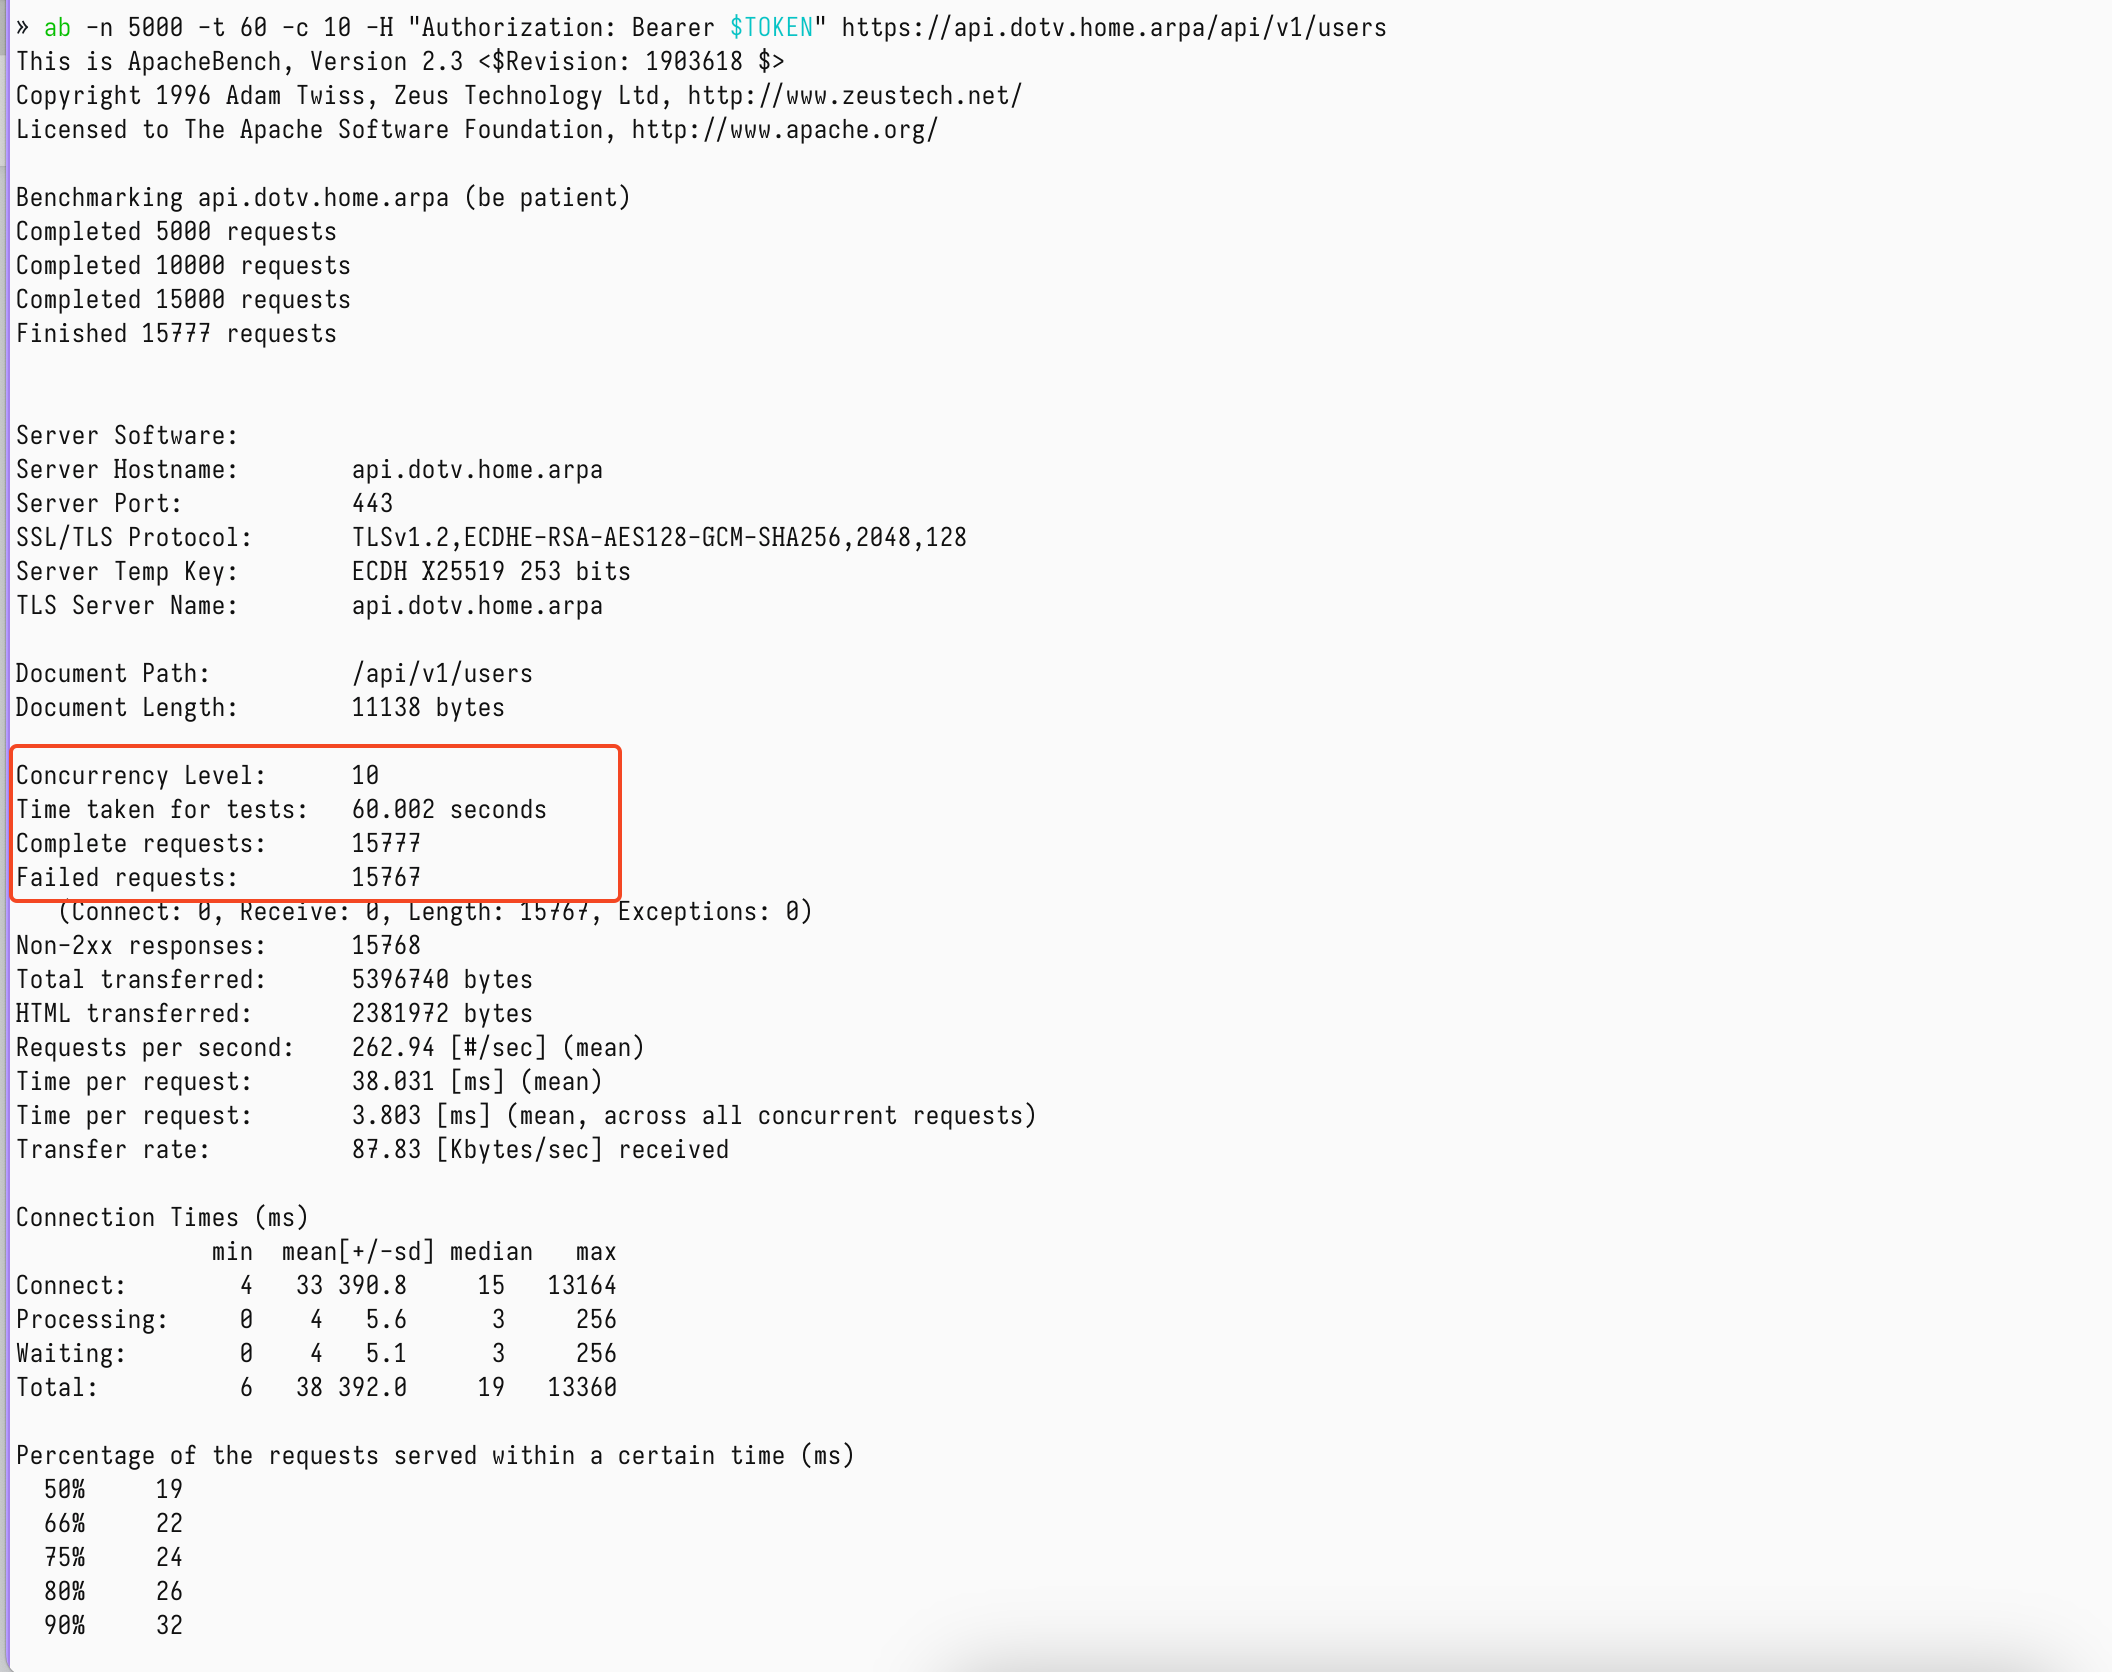 » ab -n 5000 -t 60 -c 10 -H "Authorization: Bearer $TOKEN" https://api.dotv.home.arpa/api/v1/users
This is ApacheBench, Version 2.3 <$Revision: 1903618 $>
Copyright 1996 Adam Twiss, Zeus Technology Ltd, http://www.zeustech.net/
Licensed to The Apache Software Foundation, http://www.apache.org/
Benchmarking api.dotv.home.arpa (be patient)
Completed 5000 requests
Completed 10000 requests
Completed 15000 requests
Finished 15777 requests
Server Software:
Server Hostname:        api.dotv.home.arpa
Server Port:            443
SSL/TLS Protocol:       TLSv1.2,ECDHE-RSA-AES128-GCM-SHA256,2048,128
Server Temp Key:        ECDH X25519 253 bits
TLS Server Name:        api.dotv.home.arpa
Document Path:          /api/v1/users
Document Length:        11138 bytes
Concurrency Level:      10
Time taken for tests:   60.002 seconds
Complete requests:      15777
Failed requests:        15767
   (Connect: 0, Receive: 0, Length: 15767, Exceptions: 0)
Non-2xx responses:      15768
Total transferred:      5396740 bytes
HTML transferred:       2381972 bytes
Requests per second:    262.94 [#/sec] (mean)
Time per request:       38.031 [ms] (mean)
Time per request:       3.803 [ms] (mean, across all concurrent requests)
Transfer rate:          87.83 [Kbytes/sec] received
Connection Times (ms)
              min  mean[+/-sd] median   max
Connect:        4   33 390.8     15   13164
Processing:     0    4   5.6      3     256
Waiting:        0    4   5.1      3     256
Total:          6   38 392.0     19   13360
Percentage of the requests served within a certain time (ms)
  50%     19
  66%     22
  75%     24
  80%     26
  90%     32